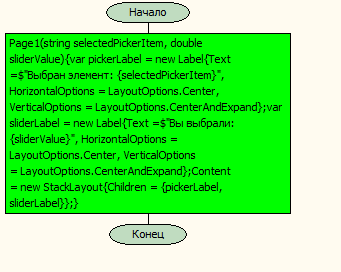 Начало
Page1(string selectedPickerItem, double
sliderValue){var pickerLabel = new Label{Text
=$"Выбран элемент: {selectedPickerItem}",
HorizontalOptions = LayoutOptions.Center,
VerticalOptions = LayoutOptions.CenterAndExpand};var
sliderLabel = new Label{Text =$"Вы выбрали:
{sliderValue}", HorizontalOptions =
LayoutOptions.Center, VerticalOptions
= LayoutOptions.CenterAndExpand};Content
= new StackLayout{Children = {pickerLabel,
sliderLabel}};}
Конец